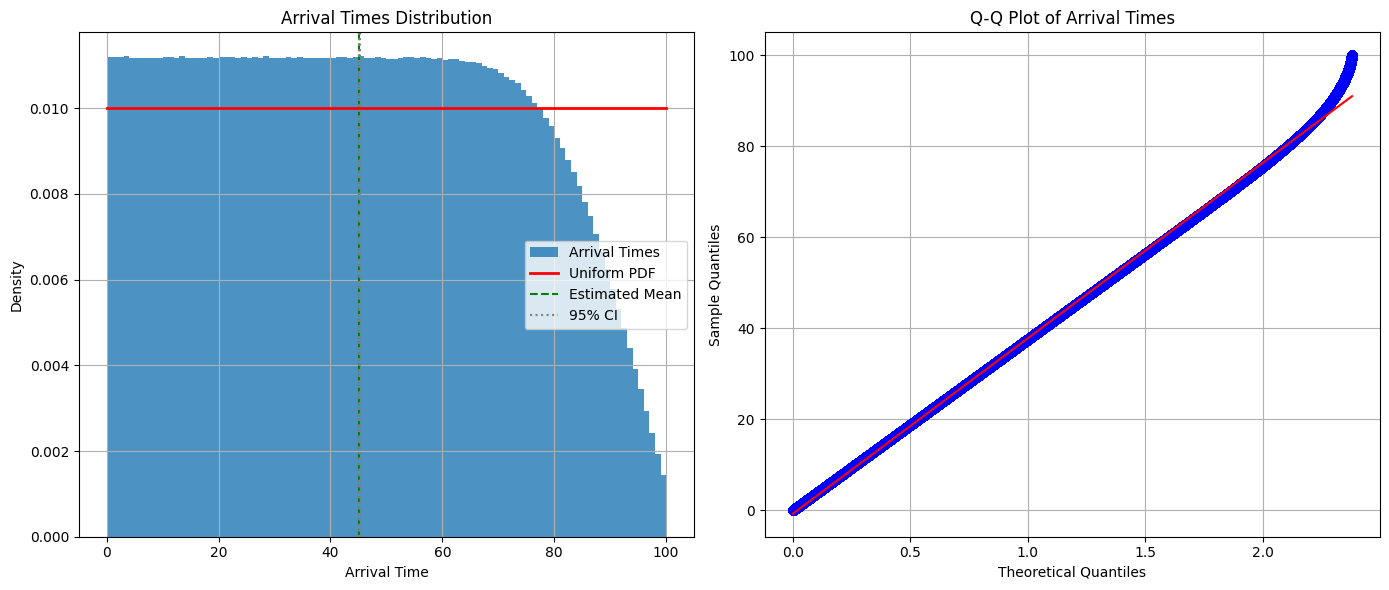 Arrival Times Distribution
Density
0.010
0.008
0.006
0.004
0.002
0.000
0
20
40
60
80
100
Arrival Time
Arrival Times
Uniform PDF
Estimated Mean
95% CI
Q-Q Plot of Arrival Times
Sample Quantiles
100
80
60
40
20
0
0.0
0.5
1.0
1.5
2.0
Theoretical Quantiles